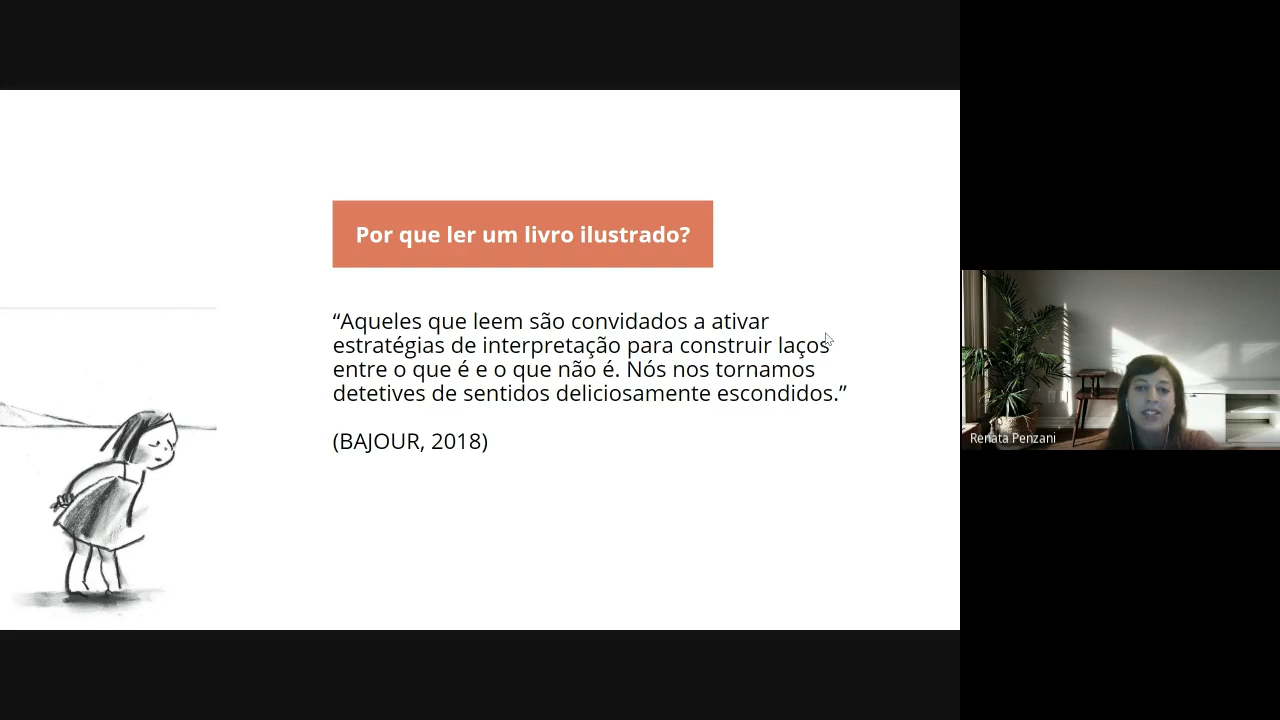 Por que ler um livro ilustrado?
“Aqueles que leem são convidados a ativar
estratégias de interpretação para construir laços
entre o que é e o que não é. Nós nos tornamos
detetives de sentidos deliciosamente escondidos.”
(BAJOUR, 2018)
Renata Penzani